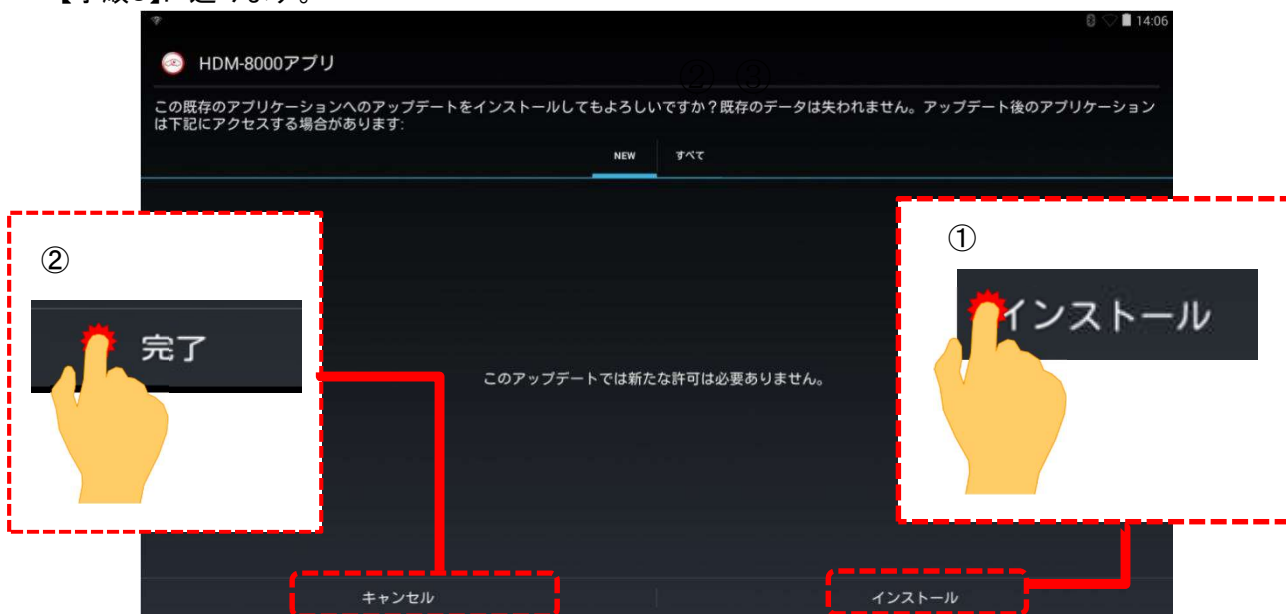 14:06
HDM-8000アプリ
② ③
この既存のアプリケーションへのアップデートをインストールしてもよろしいですか？既存のデータは失われません。アップデート後のアプリケーション
は下記にアクセスする場合があります:
NEW すべて
①
インストール
②
完了
このアップデートでは新たな許可は必要ありません。
キャンセル インストール